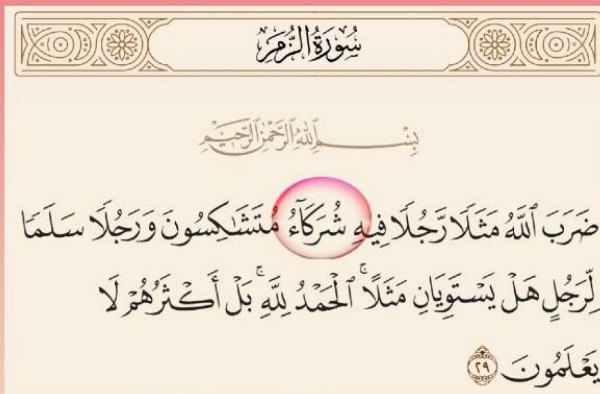 سُورَةُ الزُّمَرِ
بِسْمِ ٱللَّهِ ٱلرَّحْمَٰنِ ٱلرَّحِيمِ
ضَرَبَ ٱللَّهُ مَثَلًا رَّجُلًا فِيهِ شُرَكَآءُ مُتَشَٰكِسُونَ وَرَجُلًا سَلَمًا
لِّرَجُلٍ هَلْ يَسْتَوِيَانِ مَثَلًا ۚ ٱلْحَمْدُ لِلَّهِ ۚ بَلْ أَكْثَرُهُمْ لَا
يَعْلَمُونَ ٢٩